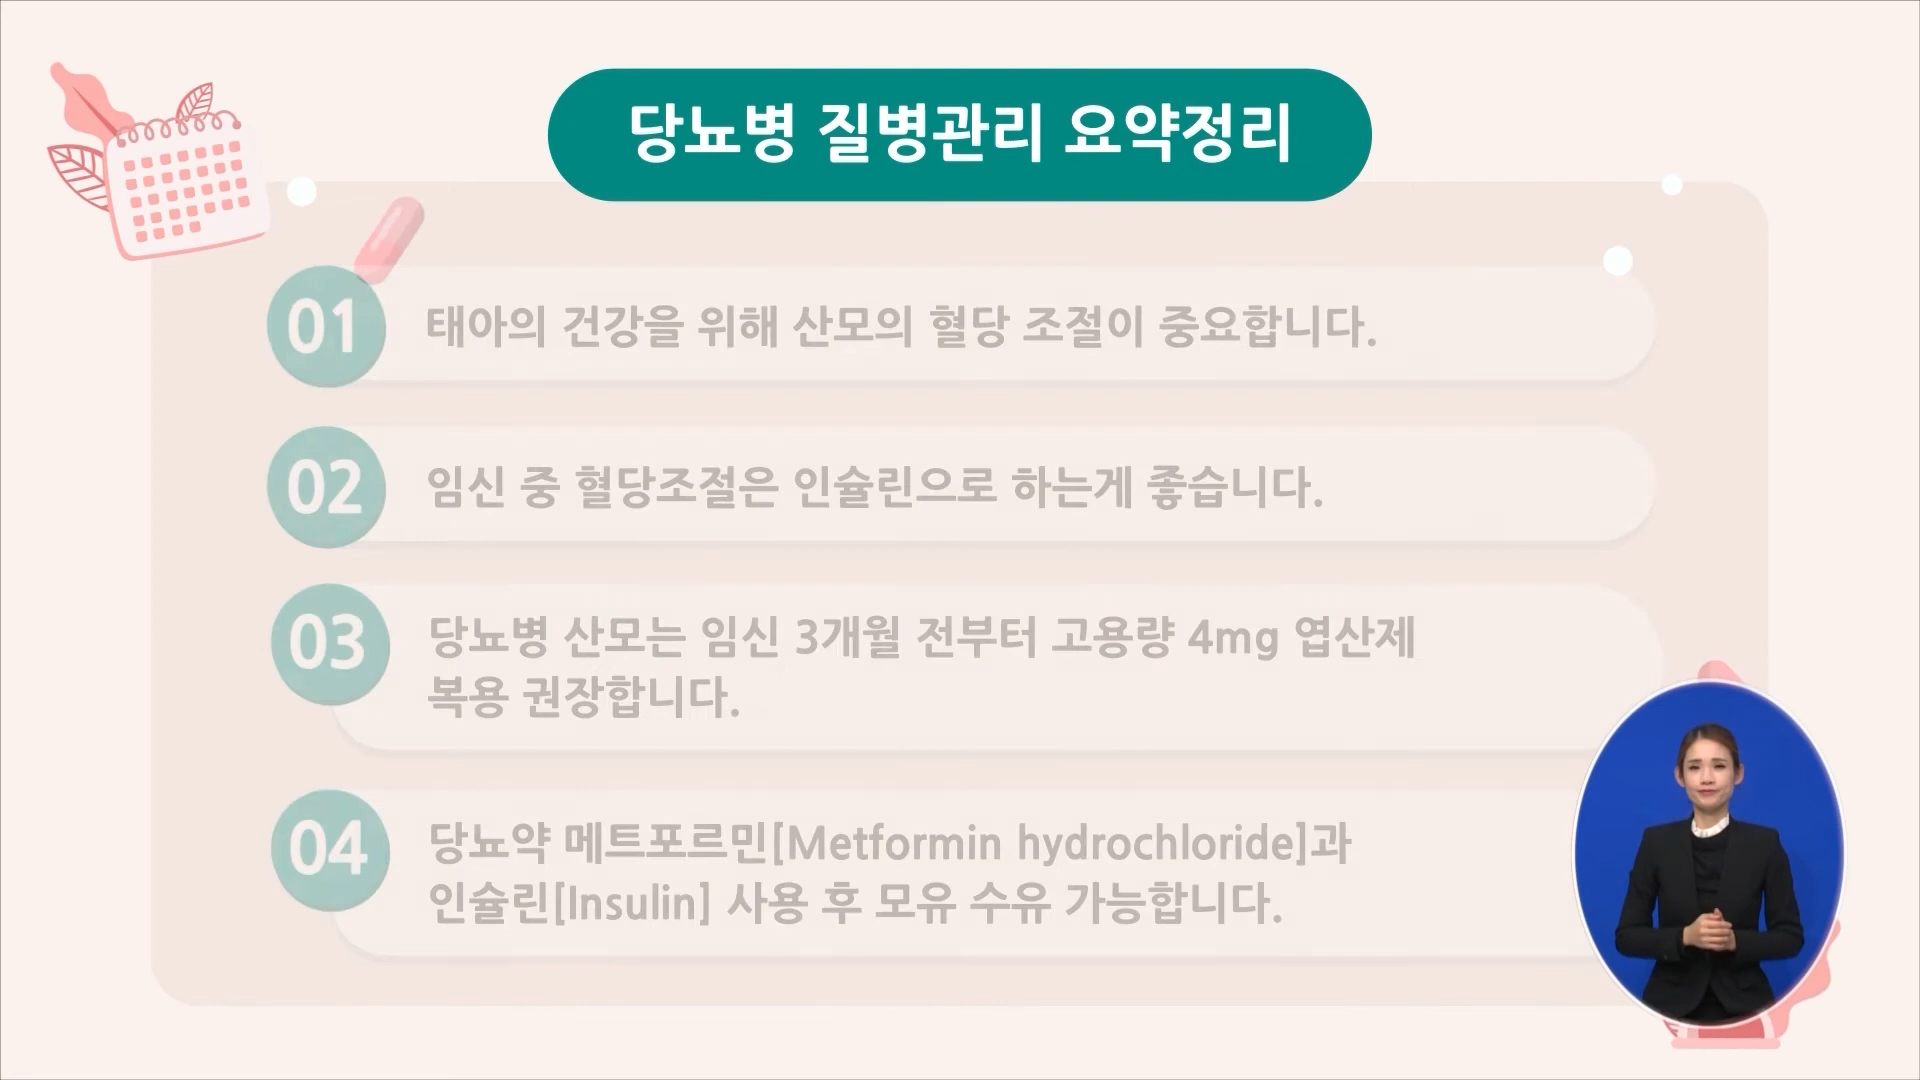 당뇨병 질병관리 요약정리
01 태아의 건강을 위해 산모의 혈당 조절이 중요합니다.
02 임신 중 혈당조절은 인슐린으로 하는게 좋습니다.
03 당뇨병 산모는 임신 3개월 전부터 고용량 4mg 엽산제
복용 권장합니다.
04 당뇨약 메트포르민[Metformin hydrochloride]과
인슐린[Insulin] 사용 후 모유 수유 가능합니다.